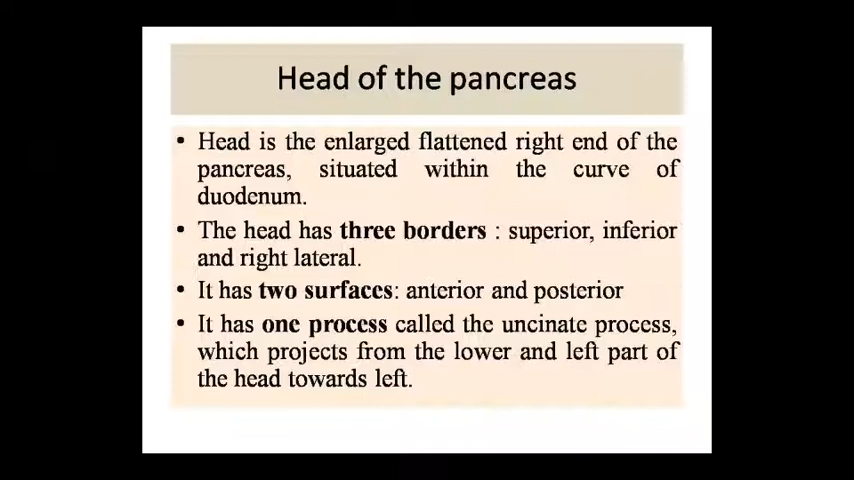 Head of the pancreas
• Head is the enlarged flattened right end of the
pancreas, situated within the curve of
duodenum.
• The head has three borders : superior, inferior
and right lateral.
• It has two surfaces: anterior and posterior
• It has one process called the uncinate process,
which projects from the lower and left part of
the head towards left.